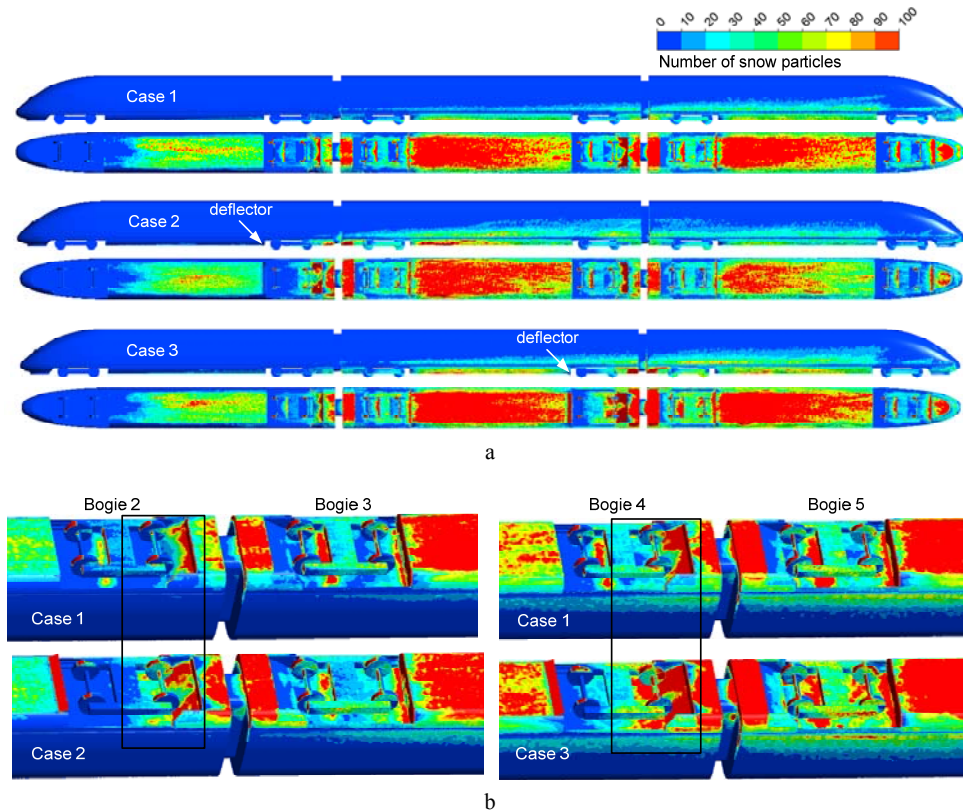 0 10 20 30 40 50 60 70 80 90 100
Number of snow particles
Case 1
deflector
Case 2
deflector
Case 3
a
Bogie 2 Bogie 3 Bogie 4 Bogie 5
Case 1 Case 1
Case 2 Case 3
b